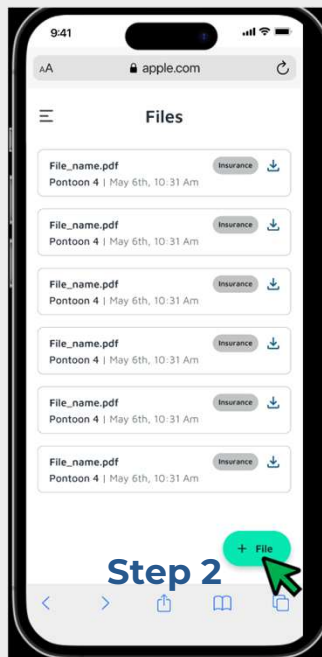 9:41
AA apple.com
Files
File_name.pdf Insurance
Pontoon 4 | May 6th, 10:31 Am
File_name.pdf Insurance
Pontoon 4 | May 6th, 10:31 Am
File_name.pdf Insurance
Pontoon 4 | May 6th, 10:31 Am
File_name.pdf Insurance
Pontoon 4 | May 6th, 10:31 Am
File_name.pdf Insurance
Pontoon 4 | May 6th, 10:31 Am
File_name.pdf Insurance
Pontoon 4 | May 6th, 10:31 Am
+ File
Step 2